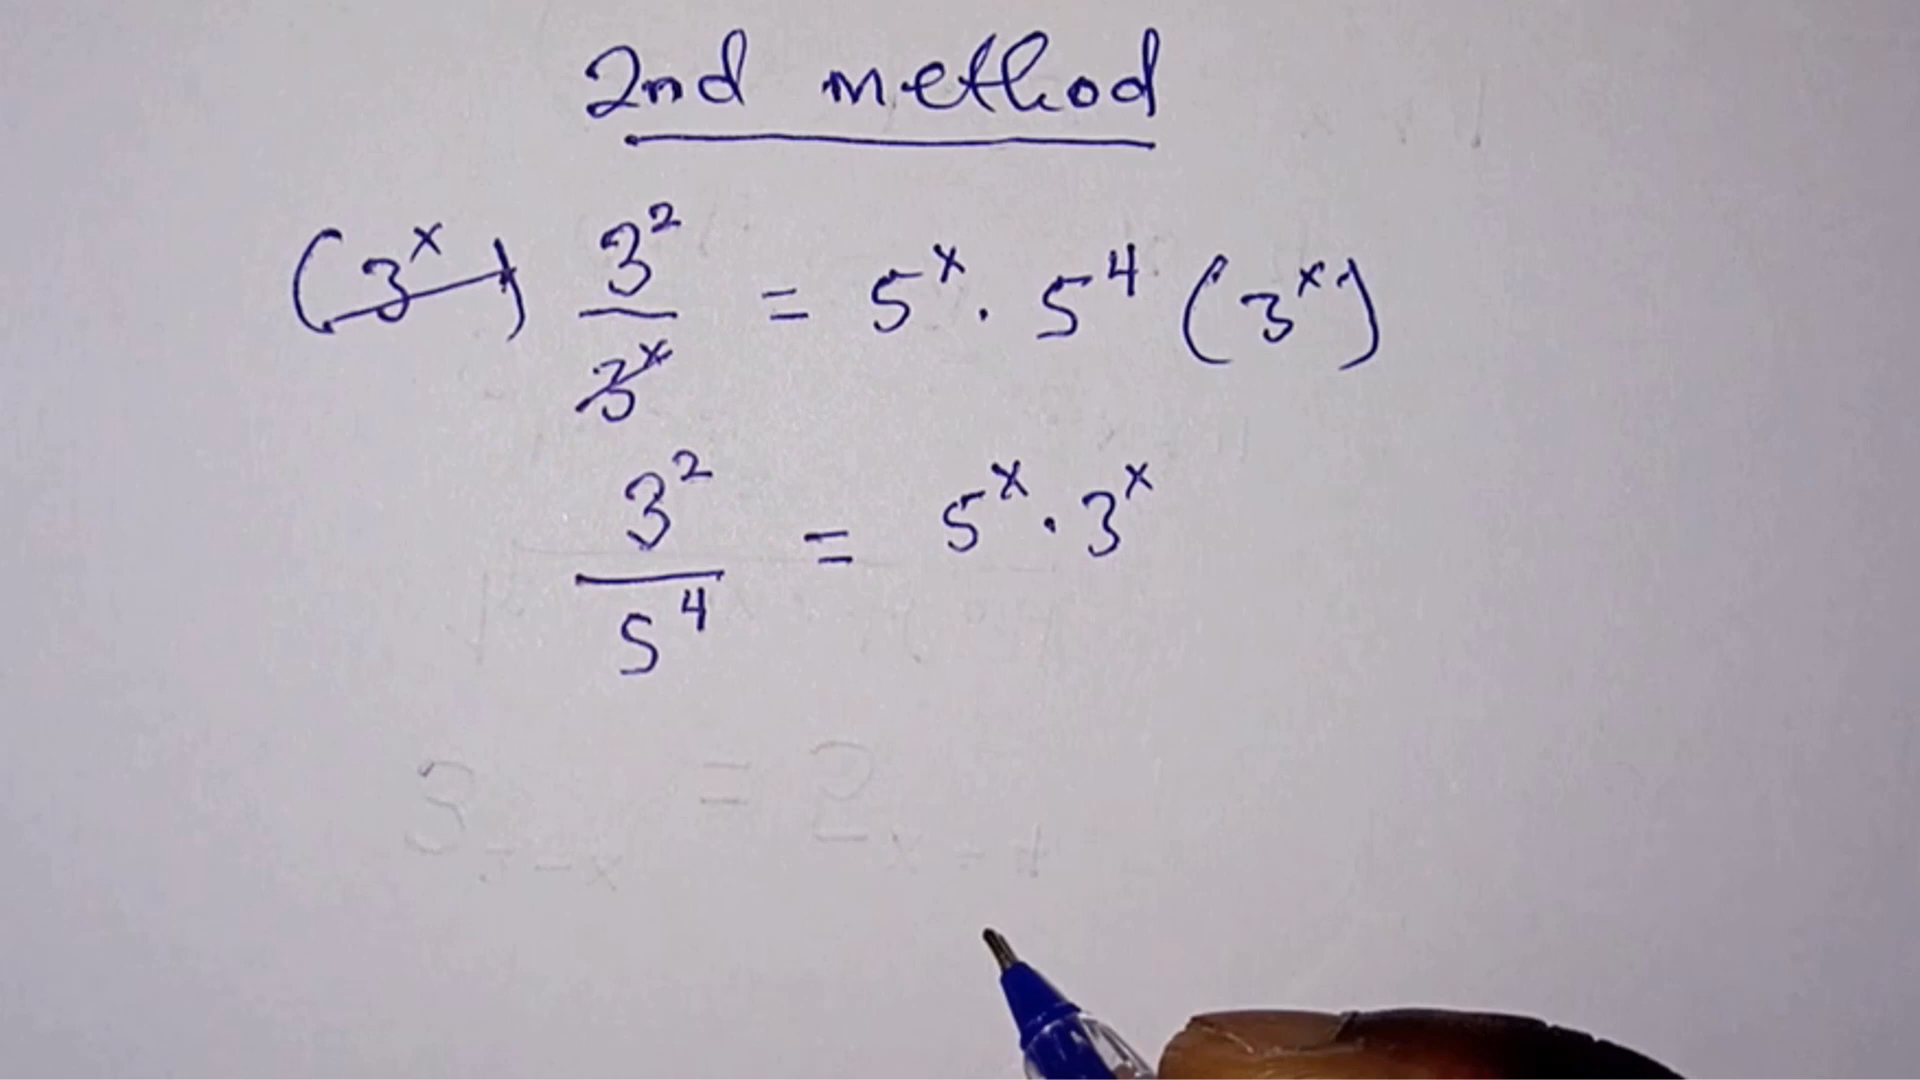 2nd method
(3^x) 3^2/3^x = 5^x · 5^4 (3^x)
3^2/5^4 = 5^x · 3^x